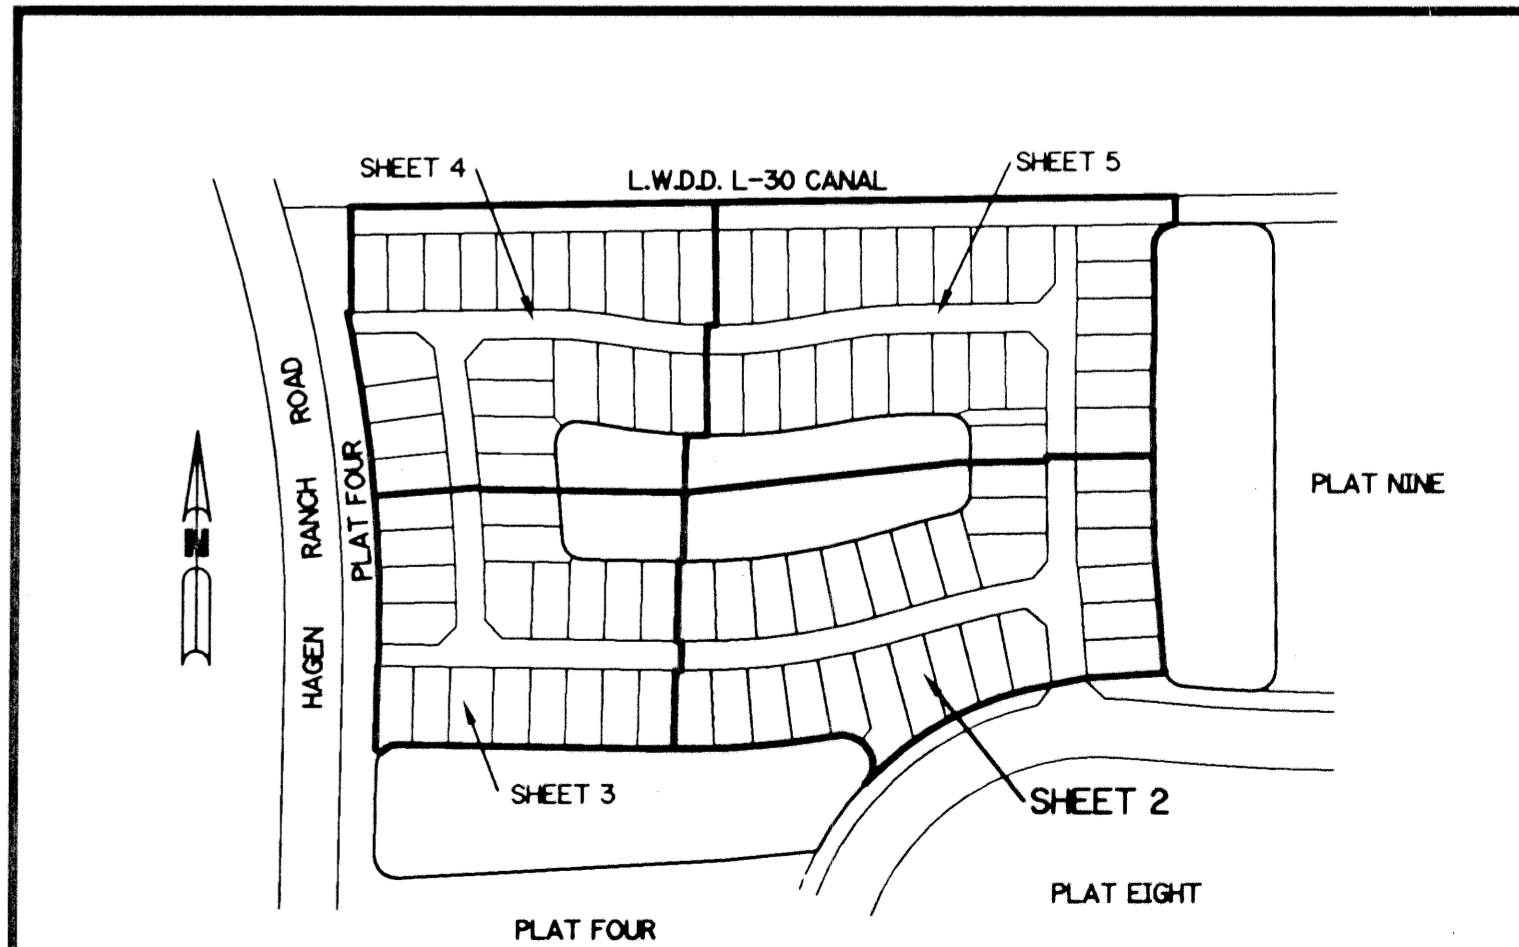 SHEET 4
L.W.D.D. L-30 CANAL
SHEET 5
HAGEN RANCH ROAD
PLAT FOUR
N
PLAT NINE
SHEET 3
SHEET 2
PLAT EIGHT
PLAT FOUR